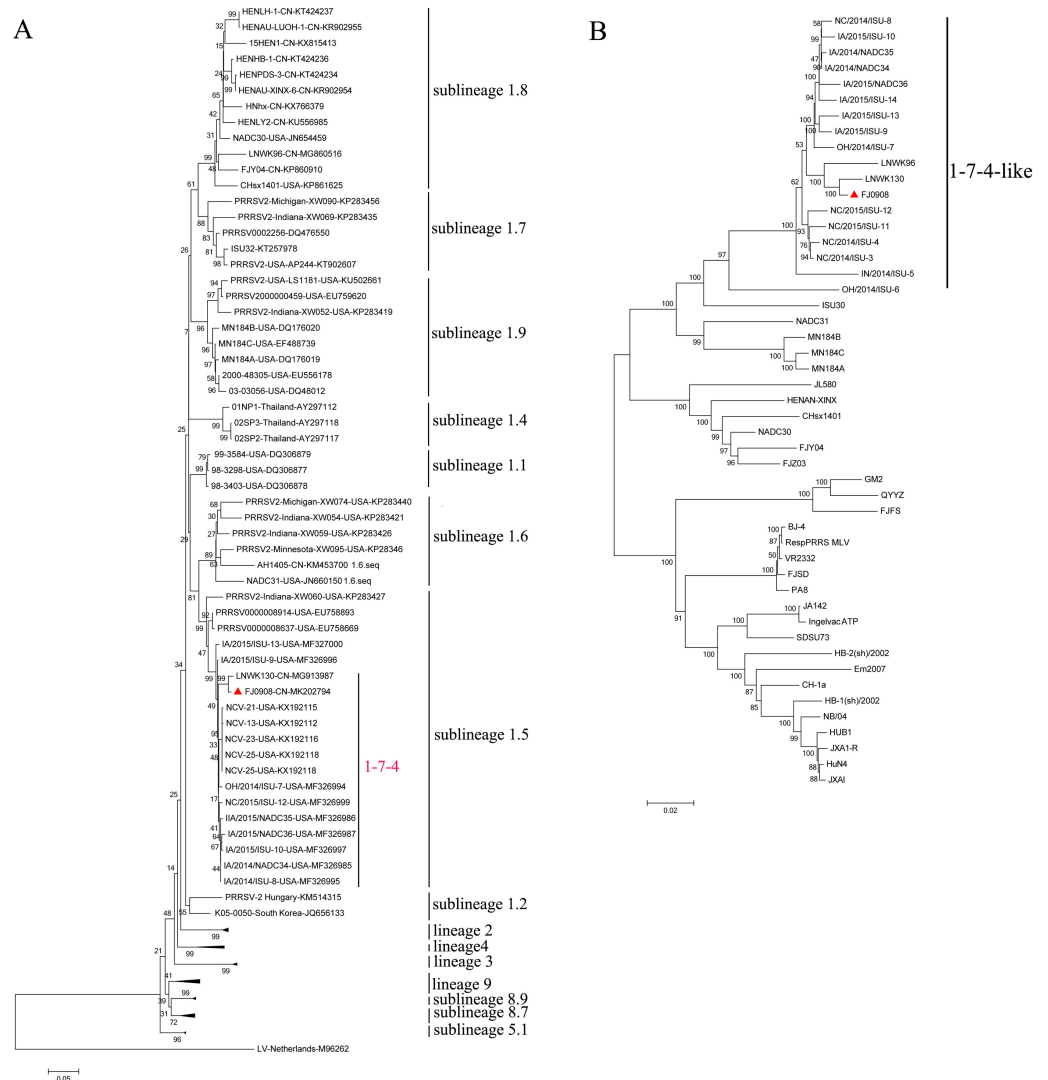 A
HENLH-1-CN-KT424237
HENAU-LUOH-1-CN-KR902955
15HEN1-CN-KX815413
HENHB-1-CN-KT424236
HENPDS-3-CN-KT424234
HENAU-XINX-6-CN-KR902954
HNhx-CN-KX766379
HENLY2-CN-KU556985
NADC30-USA-JN654459
LNWK96-CN-MG860516
FJY04-CN-KP860910
CHsx1401-USA-KP861625
sublineage 1.8
PRRSV2-Michigan-XW090-KP283456
PRRSV2-Indiana-XW069-KP283435
PRRSV0002256-USA-DQ476550
ISU32-KT257978
PRRSV2-USA-AP244-KT902607
sublineage 1.7
PRRSV2-USA-LS1181-USA-KU502661
PRRSV2000000459-USA-EU759620
PRRSV2-Indiana-XW052-USA-KP283419
MN184B-USA-DQ176020
MN184C-USA-EF488739
MN184A-USA-DQ176019
2000-48305-USA-EU556178
03-03056-USA-DQ48012
sublineage 1.9
01NP1-Thailand-AY297112
02SP3-Thailand-AY297118
02SP2-Thailand-AY297117
sublineage 1.4
99-3584-USA-DQ306879
98-3298-USA-DQ306877
98-3403-USA-DQ306878
sublineage 1.1
PRRSV2-Michigan-XW074-USA-KP283440
PRRSV2-Indiana-XW054-USA-KP283421
PRRSV2-Indiana-XW059-USA-KP283426
PRRSV2-Minnesota-XW095-USA-KP28346
AH1405-CN-KM453700 1.6.seq
NADC31-USA-JN6601501.6.seq
sublineage 1.6
PRRSV2-Indiana-XW060-USA-KP283427
PRRSV0000008914-USA-EU758893
PRRSV0000008637-USA-EU758669
IA/2015/ISU-13-USA-MF327000
IA/2015/ISU-9-USA-MF326996
LNWK130-CN-MG913987
FJ0908-CN-MK202794
NCV-21-USA-KX192115
NCV-13-USA-KX192112
NCV-23-USA-KX192116
NCV-25-USA-KX192118
NCV-25-USA-KX192118
OH/2014/ISU-7-USA-MF326994
NC/2015/ISU-12-USA-MF326999
IIA/2015/NADC35-USA-MF326986
IA/2015/NADC36-USA-MF326987
IA/2015/ISU-10-USA-MF326997
IA/2014/NADC34-USA-MF326985
IA/2014/ISU-8-USA-MF326995
1-7-4
sublineage 1.5
PRRSV-2 Hungary-KM514315
K05-0050-South Korea-JQ656133
sublineage 1.2
lineage 2
lineage4
lineage 3
lineage 9
sublineage 8.9
sublineage 8.7
sublineage 5.1
LV-Netherlands-M96262
0.05
B
NC/2014/ISU-8
IA/2015/ISU-10
IA/2014/NADC35
IA/2014/NADC34
IA/2015/NADC36
IA/2015/ISU-14
IA/2015/ISU-13
IA/2015/ISU-9
OH/2014/ISU-7
LNWK96
LNWK130
FJ0908
NC/2015/ISU-12
NC/2015/ISU-11
NC/2014/ISU-4
NC/2014/ISU-3
IN/2014/ISU-5
OH/2014/ISU-6
1-7-4-like
ISU30
NADC31
MN184B
MN184C
MN184A
JL580
HENAN-XINX
CHsx1401
NADC30
FJY04
FJZ03
GM2
QYYZ
FJFS
BJ-4
RespPRRS MLV
VR2332
FJSD
PA8
JA142
IngelvacATP
SDSU73
HB-2(sh)/2002
Em2007
CH-1a
HB-1(sh)/2002
NB/04
HUB1
JXA1-R
HuN4
JXAI
0.02